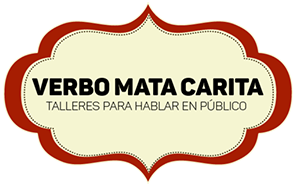 VERBO MATA CARITA
TALLERES PARA HABLAR EN PÚBLICO